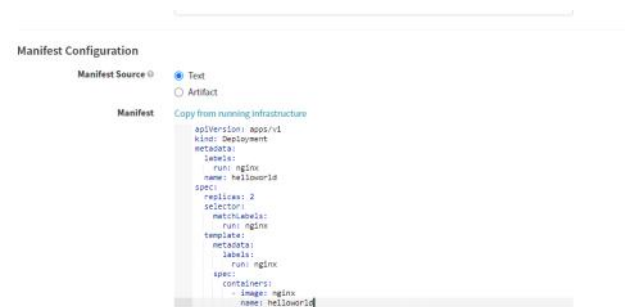 Manifest Configuration
Manifest Source
Text
Artifact
Manifest
Copy from running infrastructure
apiVersion: apps/v1
kind: Deployment
metadata:
  labels:
    run: nginx
  name: helloworld
spec:
  replicas: 2
  selector:
    matchLabels:
      run: nginx
  template:
    metadata:
      labels:
        run: nginx
    spec:
      containers:
        - image: nginx
          name: helloworld